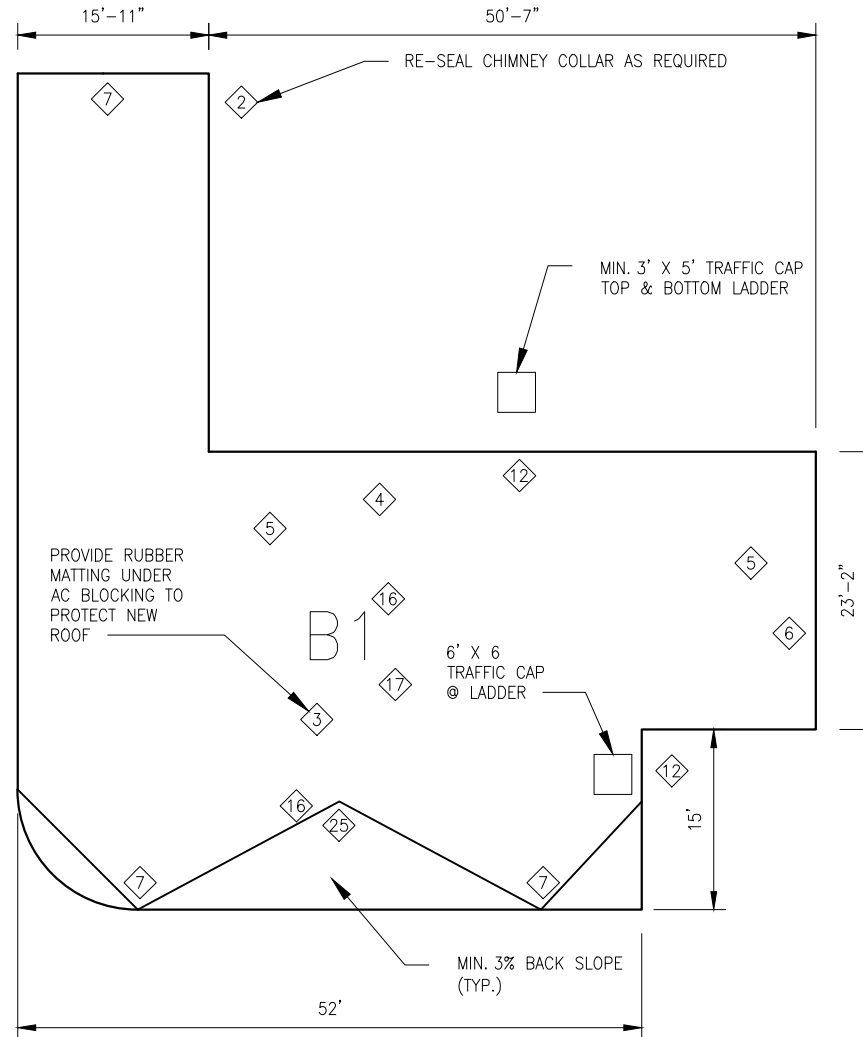 15'-11"
50'-7"
7
2
RE-SEAL CHIMNEY COLLAR AS REQUIRED
MIN. 3' X 5' TRAFFIC CAP
TOP & BOTTOM LADDER
12
4
5
5
PROVIDE RUBBER
MATTING UNDER
AC BLOCKING TO
PROTECT NEW
ROOF
16
B1
6
23'-2"
6' X 6
TRAFFIC CAP
@ LADDER
17
3
12
15'
16
25
7
7
MIN. 3% BACK SLOPE
(TYP.)
52'